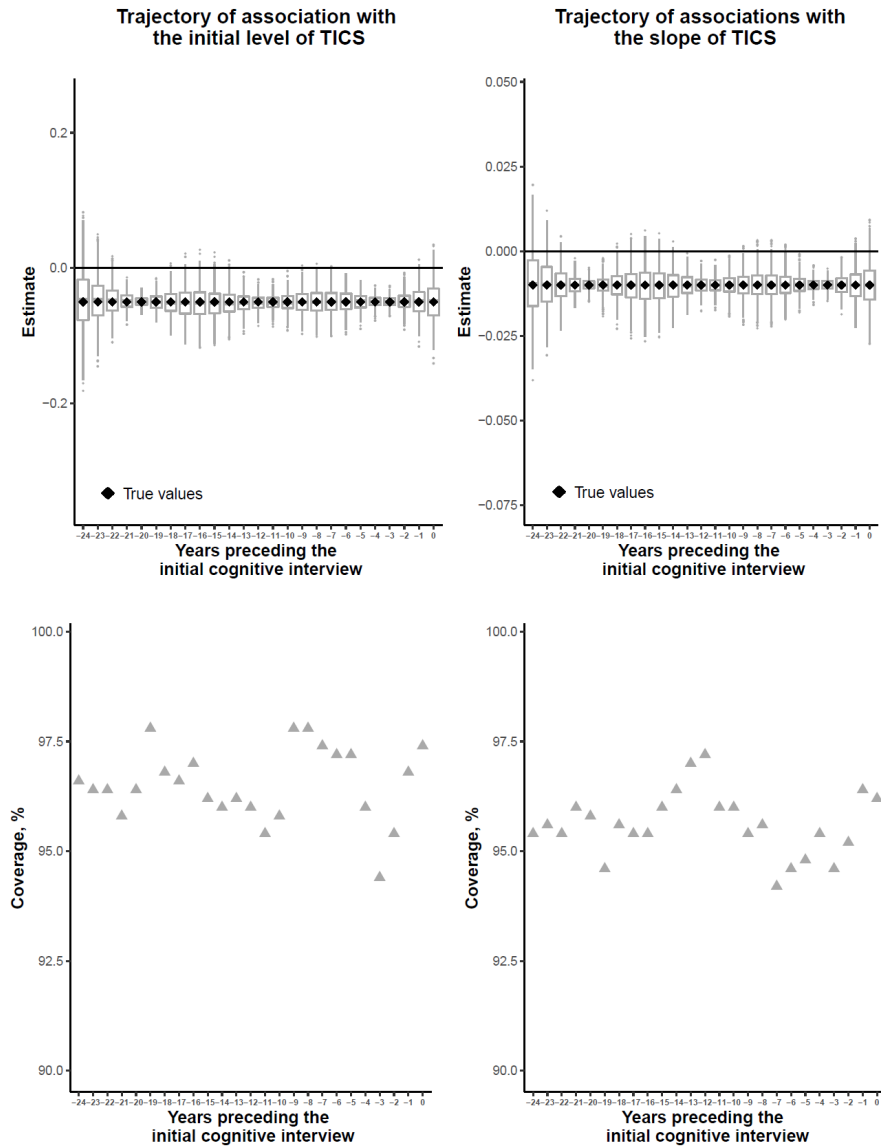 Trajectory of association with
the initial level of TICS
Trajectory of associations with
the slope of TICS
Estimate
0.2
0.0
−0.2
True values
−24 −23 −22 −21 −20 −19 −18 −17 −16 −15 −14 −13 −12 −11 −10 −9 −8 −7 −6 −5 −4 −3 −2 −1 0
Years preceding the
initial cognitive interview
Estimate
0.050
0.025
0.000
−0.025
−0.050
−0.075
True values
−24 −23 −22 −21 −20 −19 −18 −17 −16 −15 −14 −13 −12 −11 −10 −9 −8 −7 −6 −5 −4 −3 −2 −1 0
Years preceding the
initial cognitive interview
Coverage, %
100.0
97.5
95.0
92.5
90.0
−24 −23 −22 −21 −20 −19 −18 −17 −16 −15 −14 −13 −12 −11 −10 −9 −8 −7 −6 −5 −4 −3 −2 −1 0
Years preceding the
initial cognitive interview
Coverage, %
100.0
97.5
95.0
92.5
90.0
−24 −23 −22 −21 −20 −19 −18 −17 −16 −15 −14 −13 −12 −11 −10 −9 −8 −7 −6 −5 −4 −3 −2 −1 0
Years preceding the
initial cognitive interview